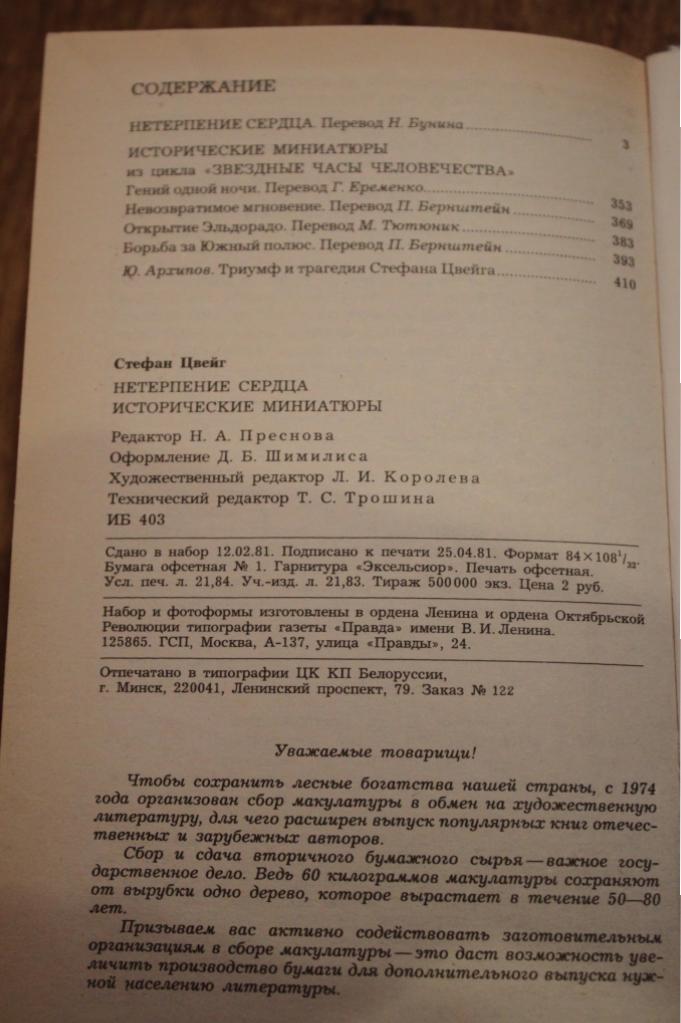 СОДЕРЖАНИЕ
НЕТЕРПЕНИЕ СЕРДЦА. Перевод Н. Бунина 3
ИСТОРИЧЕСКИЕ МИНИАТЮРЫ
из цикла «ЗВЕЗДНЫЕ ЧАСЫ ЧЕЛОВЕЧЕСТВА»
Гений одной ночи. Перевод Г. Еременко 353
Невозвратимое мгновение. Перевод П. Бернштейн 369
Открытие Эльдорадо. Перевод М. Тютюник 383
Борьба за Южный полюс. Перевод П. Бернштейн 393
Ю. Архипов. Триумф и трагедия Стефана Цвейга 410
Стефан Цвейг
НЕТЕРПЕНИЕ СЕРДЦА
ИСТОРИЧЕСКИЕ МИНИАТЮРЫ
Редактор Н. А. Преснова
Оформление Д. Б. Шимилиса
Художественный редактор Л. И. Королева
Технический редактор Т. С. Трошина
ИБ 403
Сдано в набор 12.02.81. Подписано к печати 25.04.81. Формат 84×108¹/₃₂.
Бумага офсетная № 1. Гарнитура «Эксельсиор». Печать офсетная.
Усл. печ. л. 21,84. Уч.-изд. л. 21,83. Тираж 500000 экз. Цена 2 руб.
Набор и фотоформы изготовлены в ордена Ленина и ордена Октябрьской
Революции типографии газеты «Правда» имени В. И. Ленина.
125865. ГСП, Москва, А-137, улица «Правды», 24.
Отпечатано в типографии ЦК КП Белоруссии,
г. Минск, 220041, Ленинский проспект, 79. Заказ № 122
Уважаемые товарищи!
Чтобы сохранить лесные богатства нашей страны, с 1974
года организован сбор макулатуры в обмен на художественную
литературу, для чего расширен выпуск популярных книг отечес-
твенных и зарубежных авторов.
Сбор и сдача вторичного бумажного сырья — важное госу-
дарственное дело. Ведь 60 килограммов макулатуры сохраняют
от вырубки одно дерево, которое вырастает в течение 50—80
лет.
Призываем вас активно содействовать заготовительным
организациям в сборе макулатуры — это даст возможность уве-
личить производство бумаги для дополнительного выпуска нуж-
ной населению литературы.